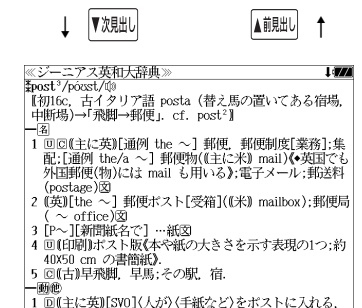 ↓ ▼次見出し ▲前見出し ↑
≪ジーニアス英和大辞典≫
‡post³/póʊst/
〖初16c, 古イタリア語 posta (替え馬の置いてある宿場,
中断場)→「飛脚→郵便」. cf. post²〗
─名
1 U C((主に英))[通例 the ~] 郵便, 郵便制度[業務];集
配;[通例 the/a ~] 郵便物(((主に米)) mail)《◆英国でも
外国郵便(物)には mail も用いる》;電子メール;郵送料
(postage)図
2 ((英))[the ~] 郵便ポスト[受箱](((米)) mailbox);郵便局
( ~ office)図
3 [P~][新聞紙名で] …紙図
4 U((印刷))ポスト版《本や紙の大きさを示す表現の1つ;約
40X50 cm の書簡紙》.
5 C((古))早飛脚, 早馬;その駅, 宿.
─動他
1 D((主に英))[SVO]〈人が〉〈手紙など〉をポストに入れる,